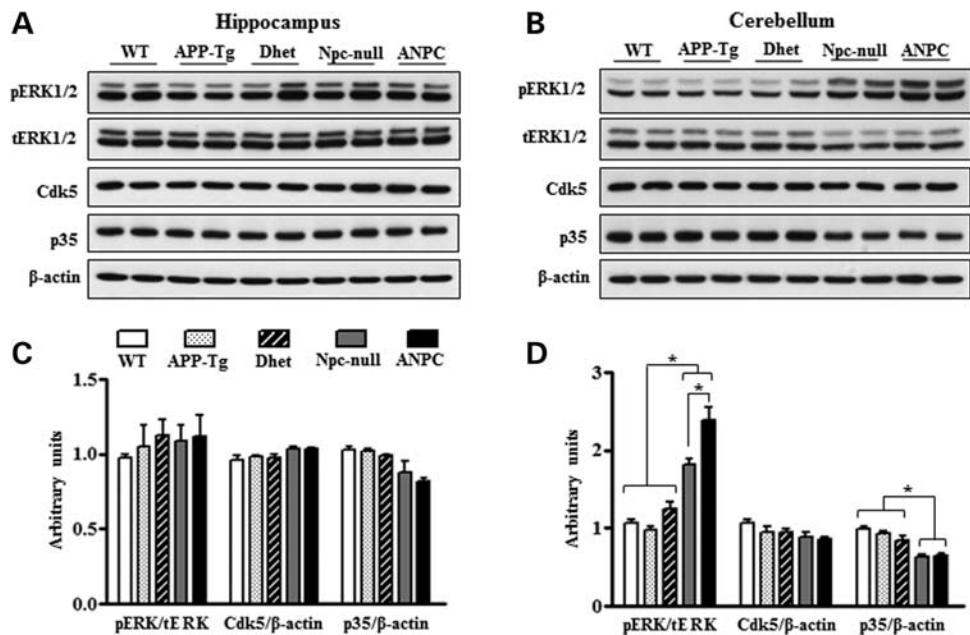 A
Hippocampus
WT APP-Tg Dhet Npc-null ANPC
pERK1/2
tERK1/2
Cdk5
p35
β-actin
B
Cerebellum
WT APP-Tg Dhet Npc-null ANPC
pERK1/2
tERK1/2
Cdk5
p35
β-actin
C
WT APP-Tg Dhet Npc-null ANPC
Arbitrary units
1.5
1.0
0.5
0.0
pERK/tERK Cdk5/β-actin p35/β-actin
D
Arbitrary units
3
2
1
0
*
*
*
pERK/tERK Cdk5/β-actin p35/β-actin